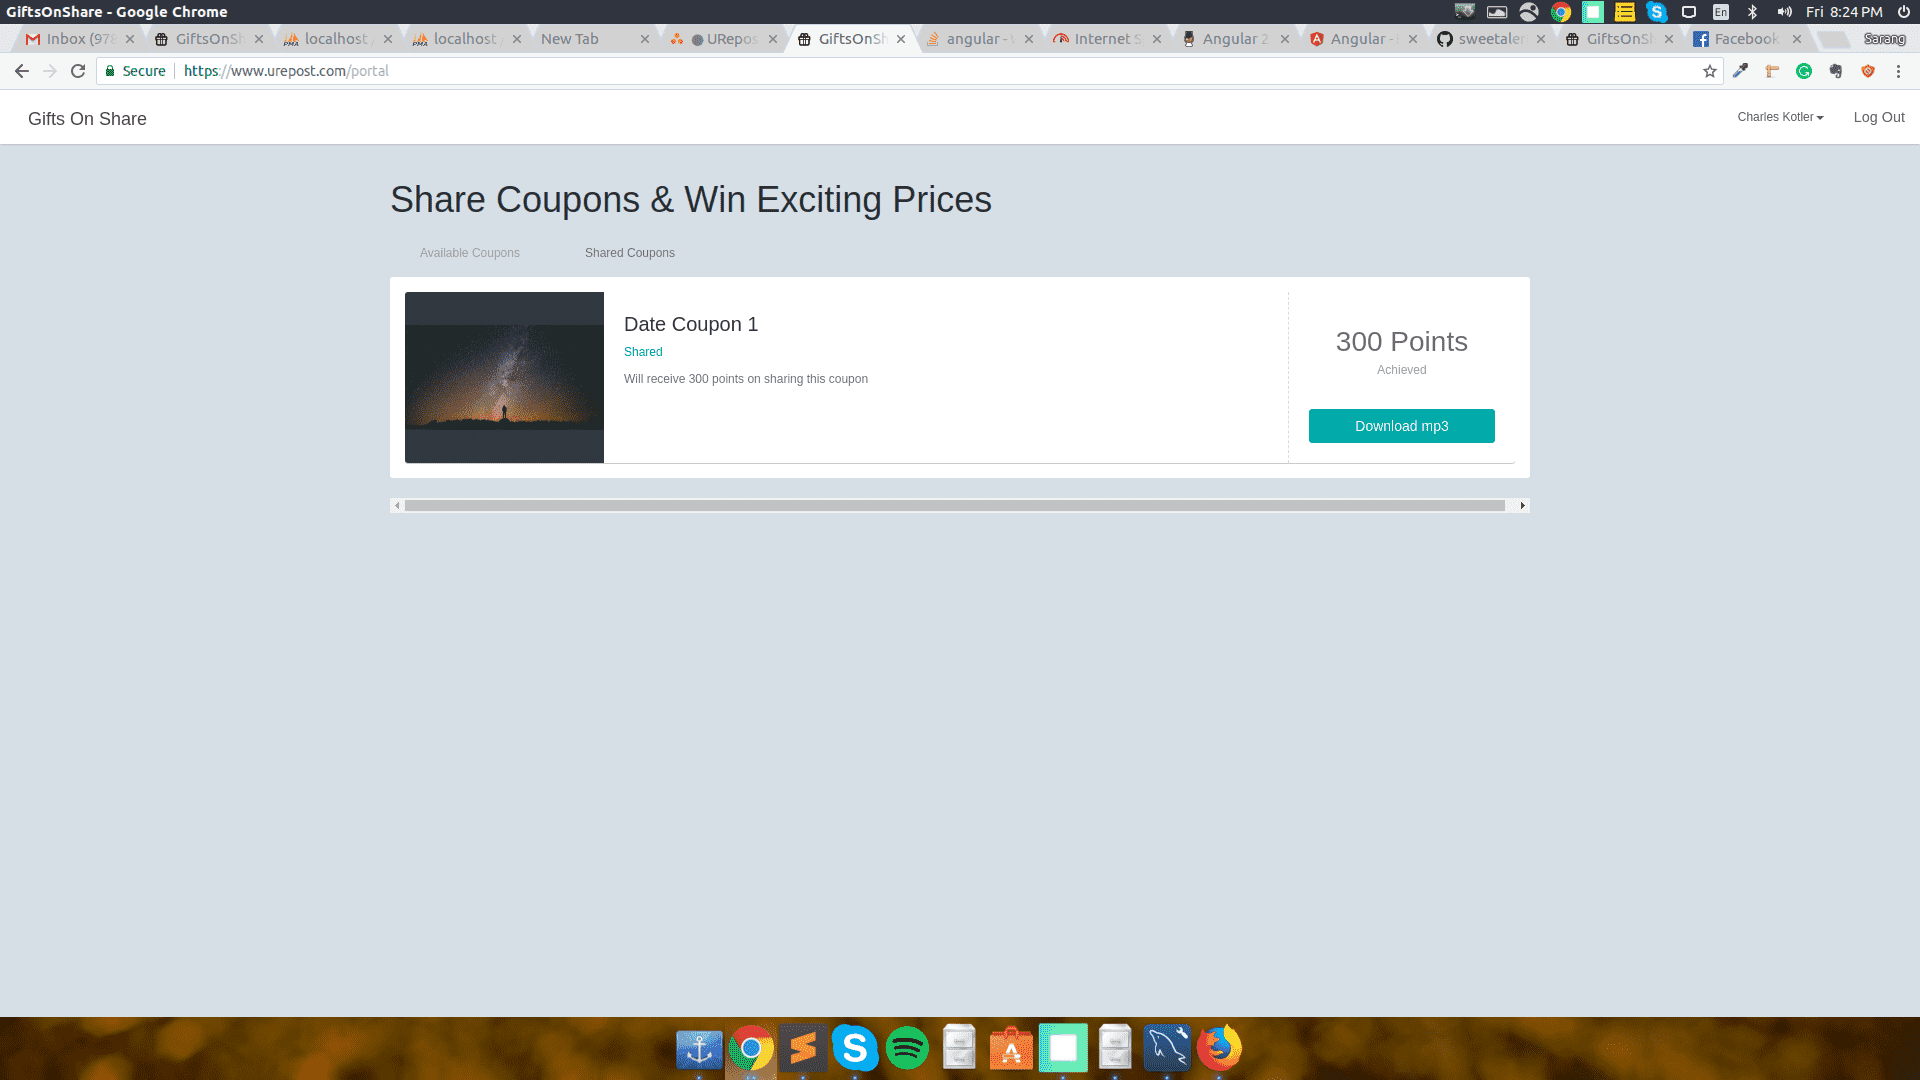 GiftsOnShare - Google Chrome
En
Fri 8:24 PM
Inbox (978
GiftsOnSh
localhost /
localhost /
New Tab
URepos
GiftsOnSh
angular - 
Internet S
Angular 2
Angular - 
sweetaler
GiftsOnSh
Facebook
Sarang
Secure
https://www.urepost.com/portal
Gifts On Share
Charles Kotler
Log Out
Share Coupons & Win Exciting Prices
Available Coupons
Shared Coupons
Date Coupon 1
Shared
Will receive 300 points on sharing this coupon
300 Points
Achieved
Download mp3